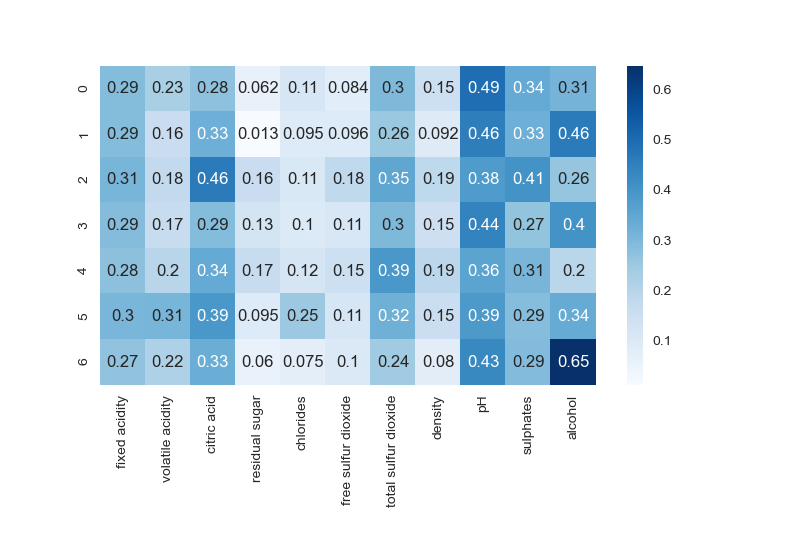 0 0.29 0.23 0.28 0.062 0.11 0.084 0.3 0.15 0.49 0.34 0.31
1 0.29 0.16 0.33 0.013 0.095 0.096 0.26 0.092 0.46 0.33 0.46
2 0.31 0.18 0.46 0.16 0.11 0.18 0.35 0.19 0.38 0.41 0.26
3 0.29 0.17 0.29 0.13 0.1 0.11 0.3 0.15 0.44 0.27 0.4
4 0.28 0.2 0.34 0.17 0.12 0.15 0.39 0.19 0.36 0.31 0.2
5 0.3 0.31 0.39 0.095 0.25 0.11 0.32 0.15 0.39 0.29 0.34
6 0.27 0.22 0.33 0.06 0.075 0.1 0.24 0.08 0.43 0.29 0.65
fixed acidity
volatile acidity
citric acid
residual sugar
chlorides
free sulfur dioxide
total sulfur dioxide
density
pH
sulphates
alcohol
0.6
0.5
0.4
0.3
0.2
0.1